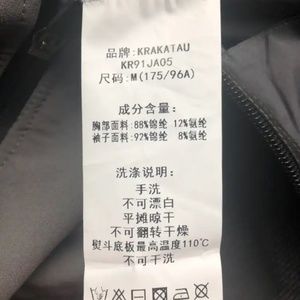 品牌:KRAKATAU
KR91JA05
尺码:M(175/96A)
成分含量:
胸部面料:88%锦纶 12%氨纶
袖子面料:92%锦纶 8%氨纶
洗涤说明:
手洗
不可漂白
平摊晾干
不可翻转干燥
熨斗底板最高温度110℃
不可干洗